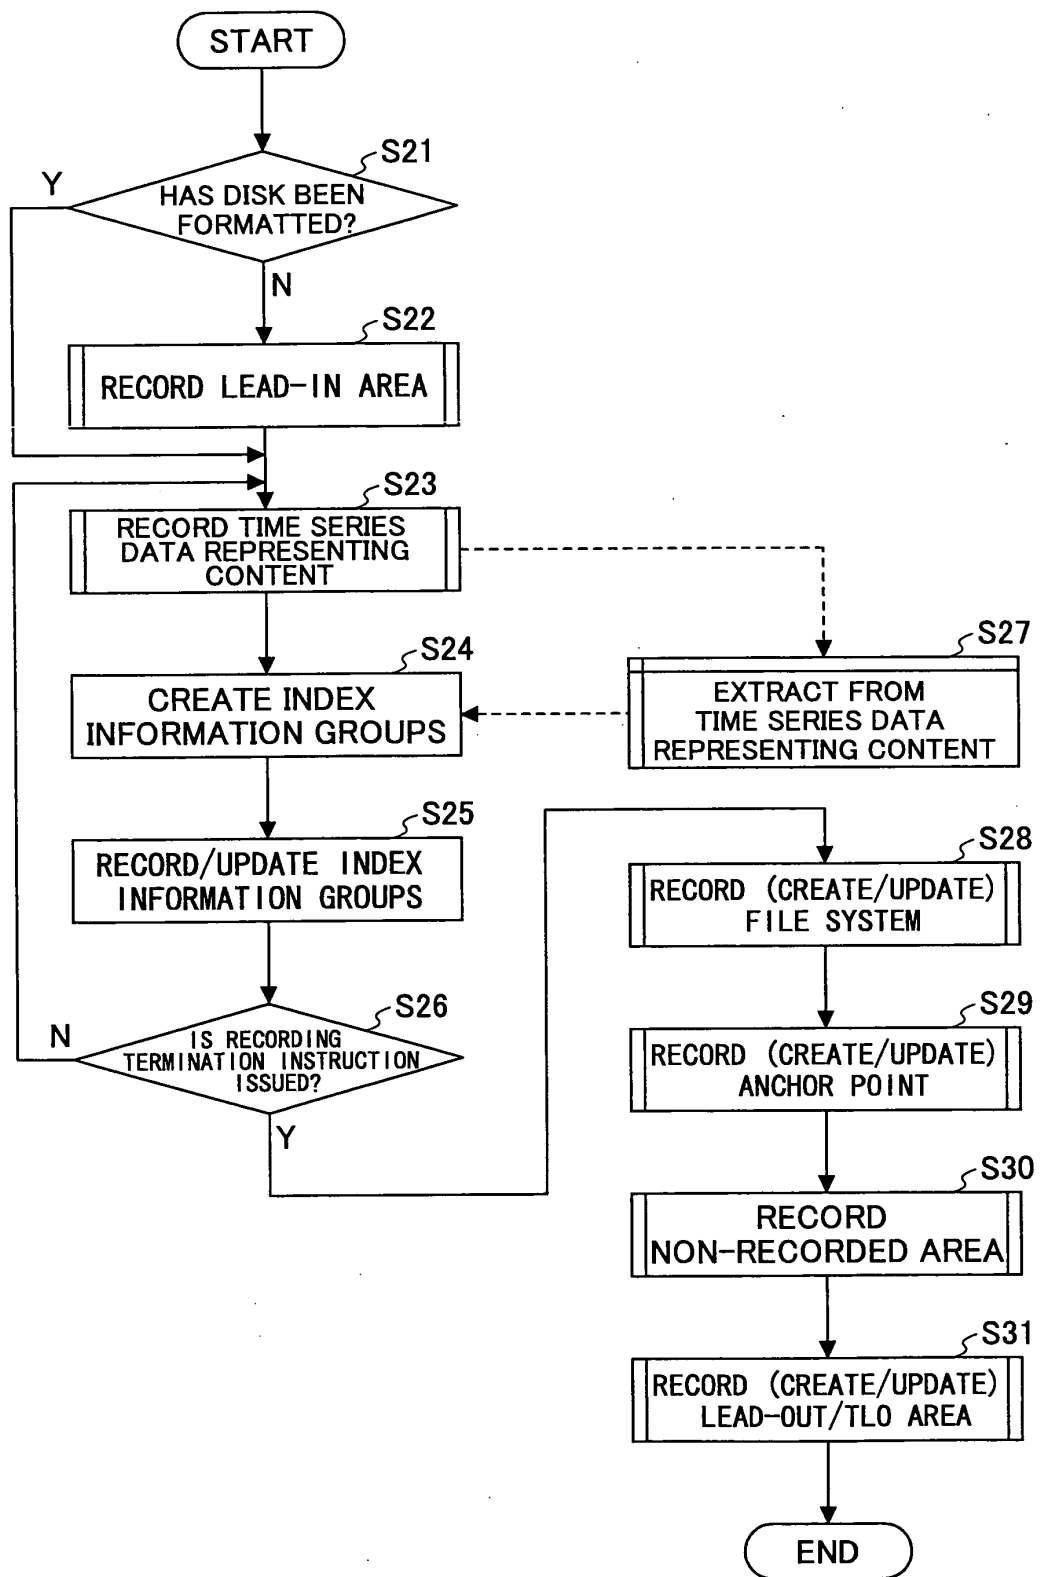 START
S21
Y
HAS DISK BEEN
FORMATTED?
N
S22
RECORD LEAD-IN AREA
S23
RECORD TIME SERIES
DATA REPRESENTING
CONTENT
S24
CREATE INDEX
INFORMATION GROUPS
S27
EXTRACT FROM
TIME SERIES DATA
REPRESENTING CONTENT
S25
RECORD/UPDATE INDEX
INFORMATION GROUPS
S26
N
IS RECORDING
TERMINATION INSTRUCTION
ISSUED?
Y
S28
RECORD (CREATE/UPDATE)
FILE SYSTEM
S29
RECORD (CREATE/UPDATE)
ANCHOR POINT
S30
RECORD
NON-RECORDED AREA
S31
RECORD (CREATE/UPDATE)
LEAD-OUT/TLO AREA
END